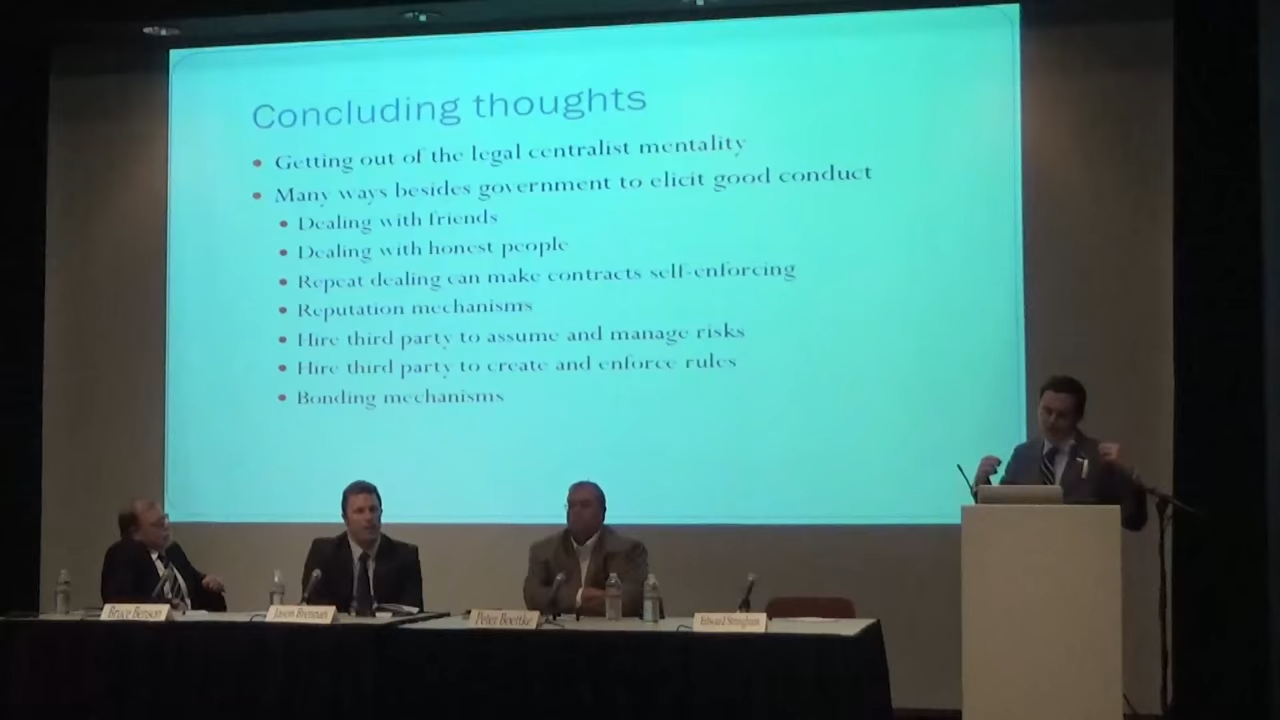 Concluding thoughts
• Getting out of the legal centralist mentality
• Many ways besides government to elicit good conduct
• Dealing with friends
• Dealing with honest people
• Repeat dealing can make contracts self-enforcing
• Reputation mechanisms
• Hire third party to assume and manage risks
• Hire third party to create and enforce rules
• Bonding mechanisms
Bruce Benson
Jason Brennan
Peter Boettke
Edward Stringham